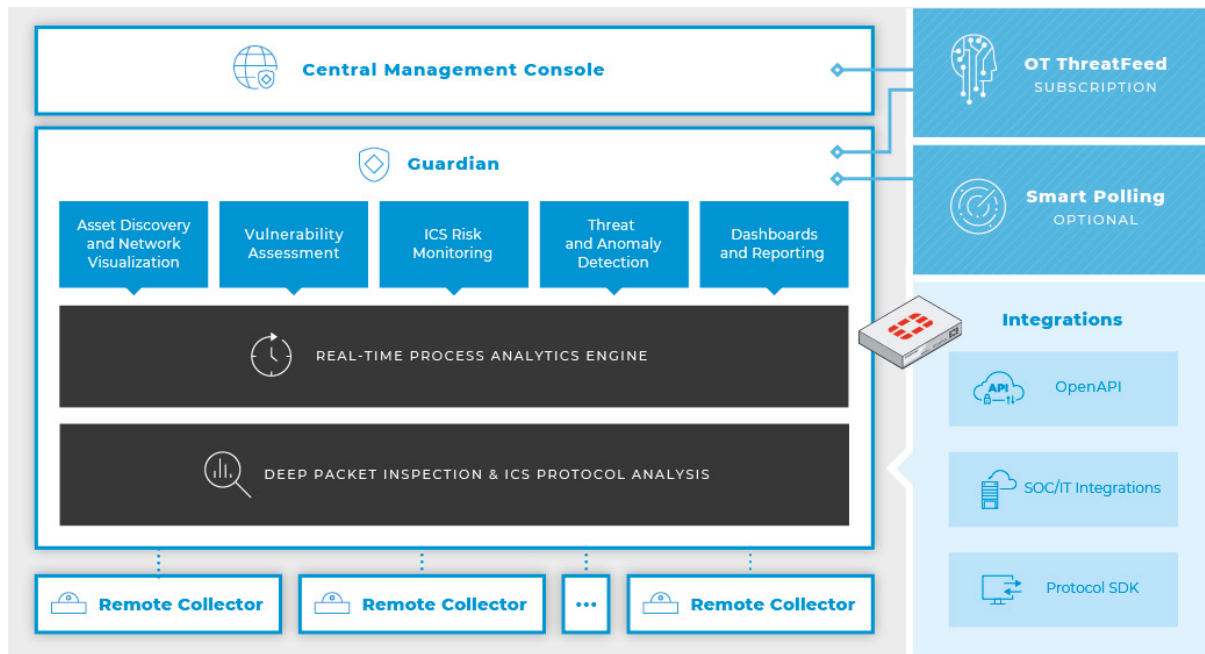 Central Management Console
OT ThreatFeed
SUBSCRIPTION
Guardian
Smart Polling
OPTIONAL
Asset Discovery
and Network
Visualization
Vulnerability
Assessment
ICS Risk
Monitoring
Threat
and Anomaly
Detection
Dashboards
and Reporting
Integrations
REAL-TIME PROCESS ANALYTICS ENGINE
API
OpenAPI
DEEP PACKET INSPECTION & ICS PROTOCOL ANALYSIS
SOC/IT Integrations
Protocol SDK
Remote Collector
Remote Collector
...
Remote Collector